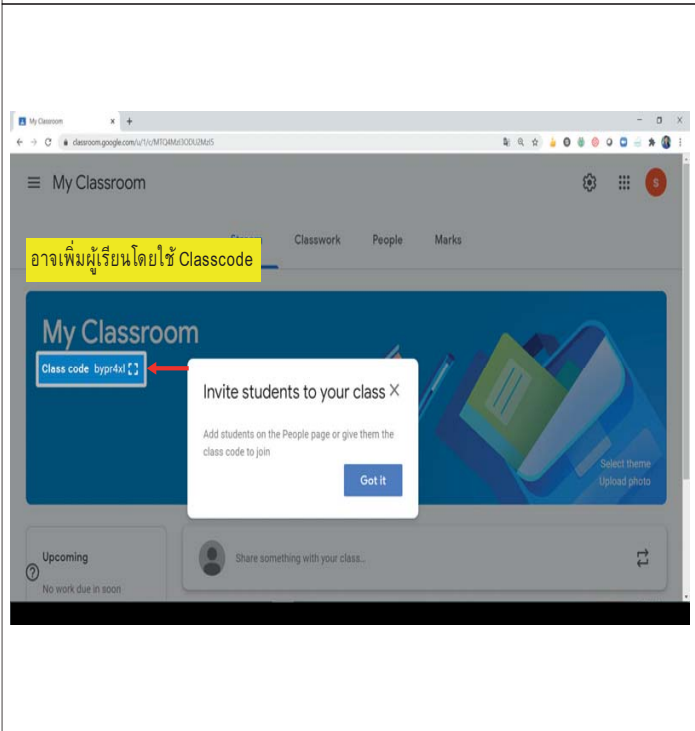 My Classroom
classroom.google.com/u/1/c/MTQ4MzI3ODU2MzI5
My Classroom
S
Stream Classwork People Marks
อาจเพิ่มผู้เรียนโดยใช้ Classcode
My Classroom
Class code bypr4xl
Invite students to your class
Add students on the People page or give them the
class code to join
Got it
Select theme
Upload photo
Upcoming
No work due in soon
Share something with your class...